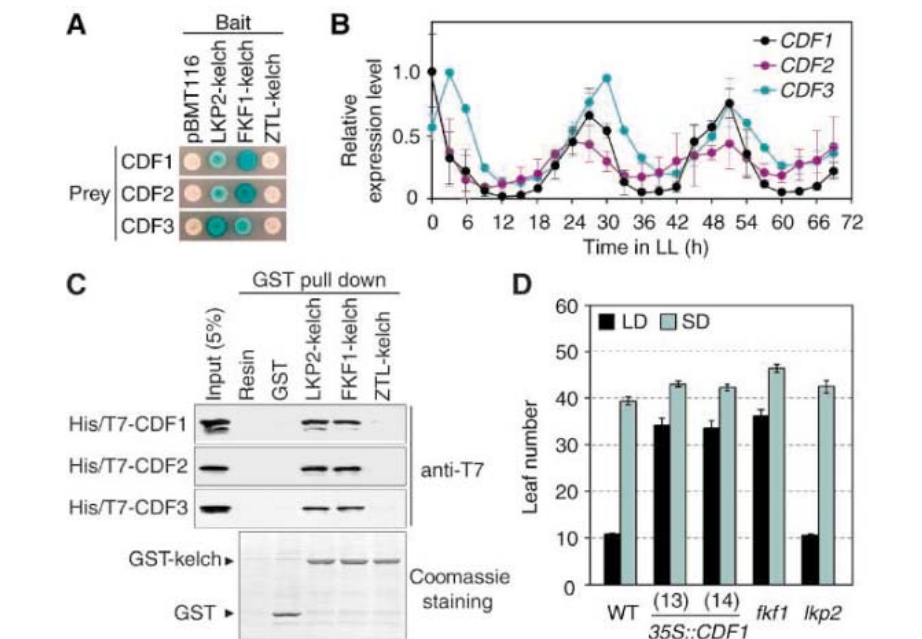 A
Bait
pBMT116
LKP2-kelch
FKF1-kelch
ZTL-kelch
Prey
CDF1
CDF2
CDF3
B
Relative
expression level
1.0
0.5
0
CDF1
CDF2
CDF3
0 6 12 18 24 30 36 42 48 54 60 66 72
Time in LL (h)
C
GST pull down
Input (5%)
Resin
GST
LKP2-kelch
FKF1-kelch
ZTL-kelch
His/T7-CDF1
His/T7-CDF2
His/T7-CDF3
anti-T7
GST-kelch
GST
Coomassie
staining
D
Leaf number
60
50
40
30
20
10
0
LD SD
WT (13) (14) fkf1 lkp2
35S::CDF1